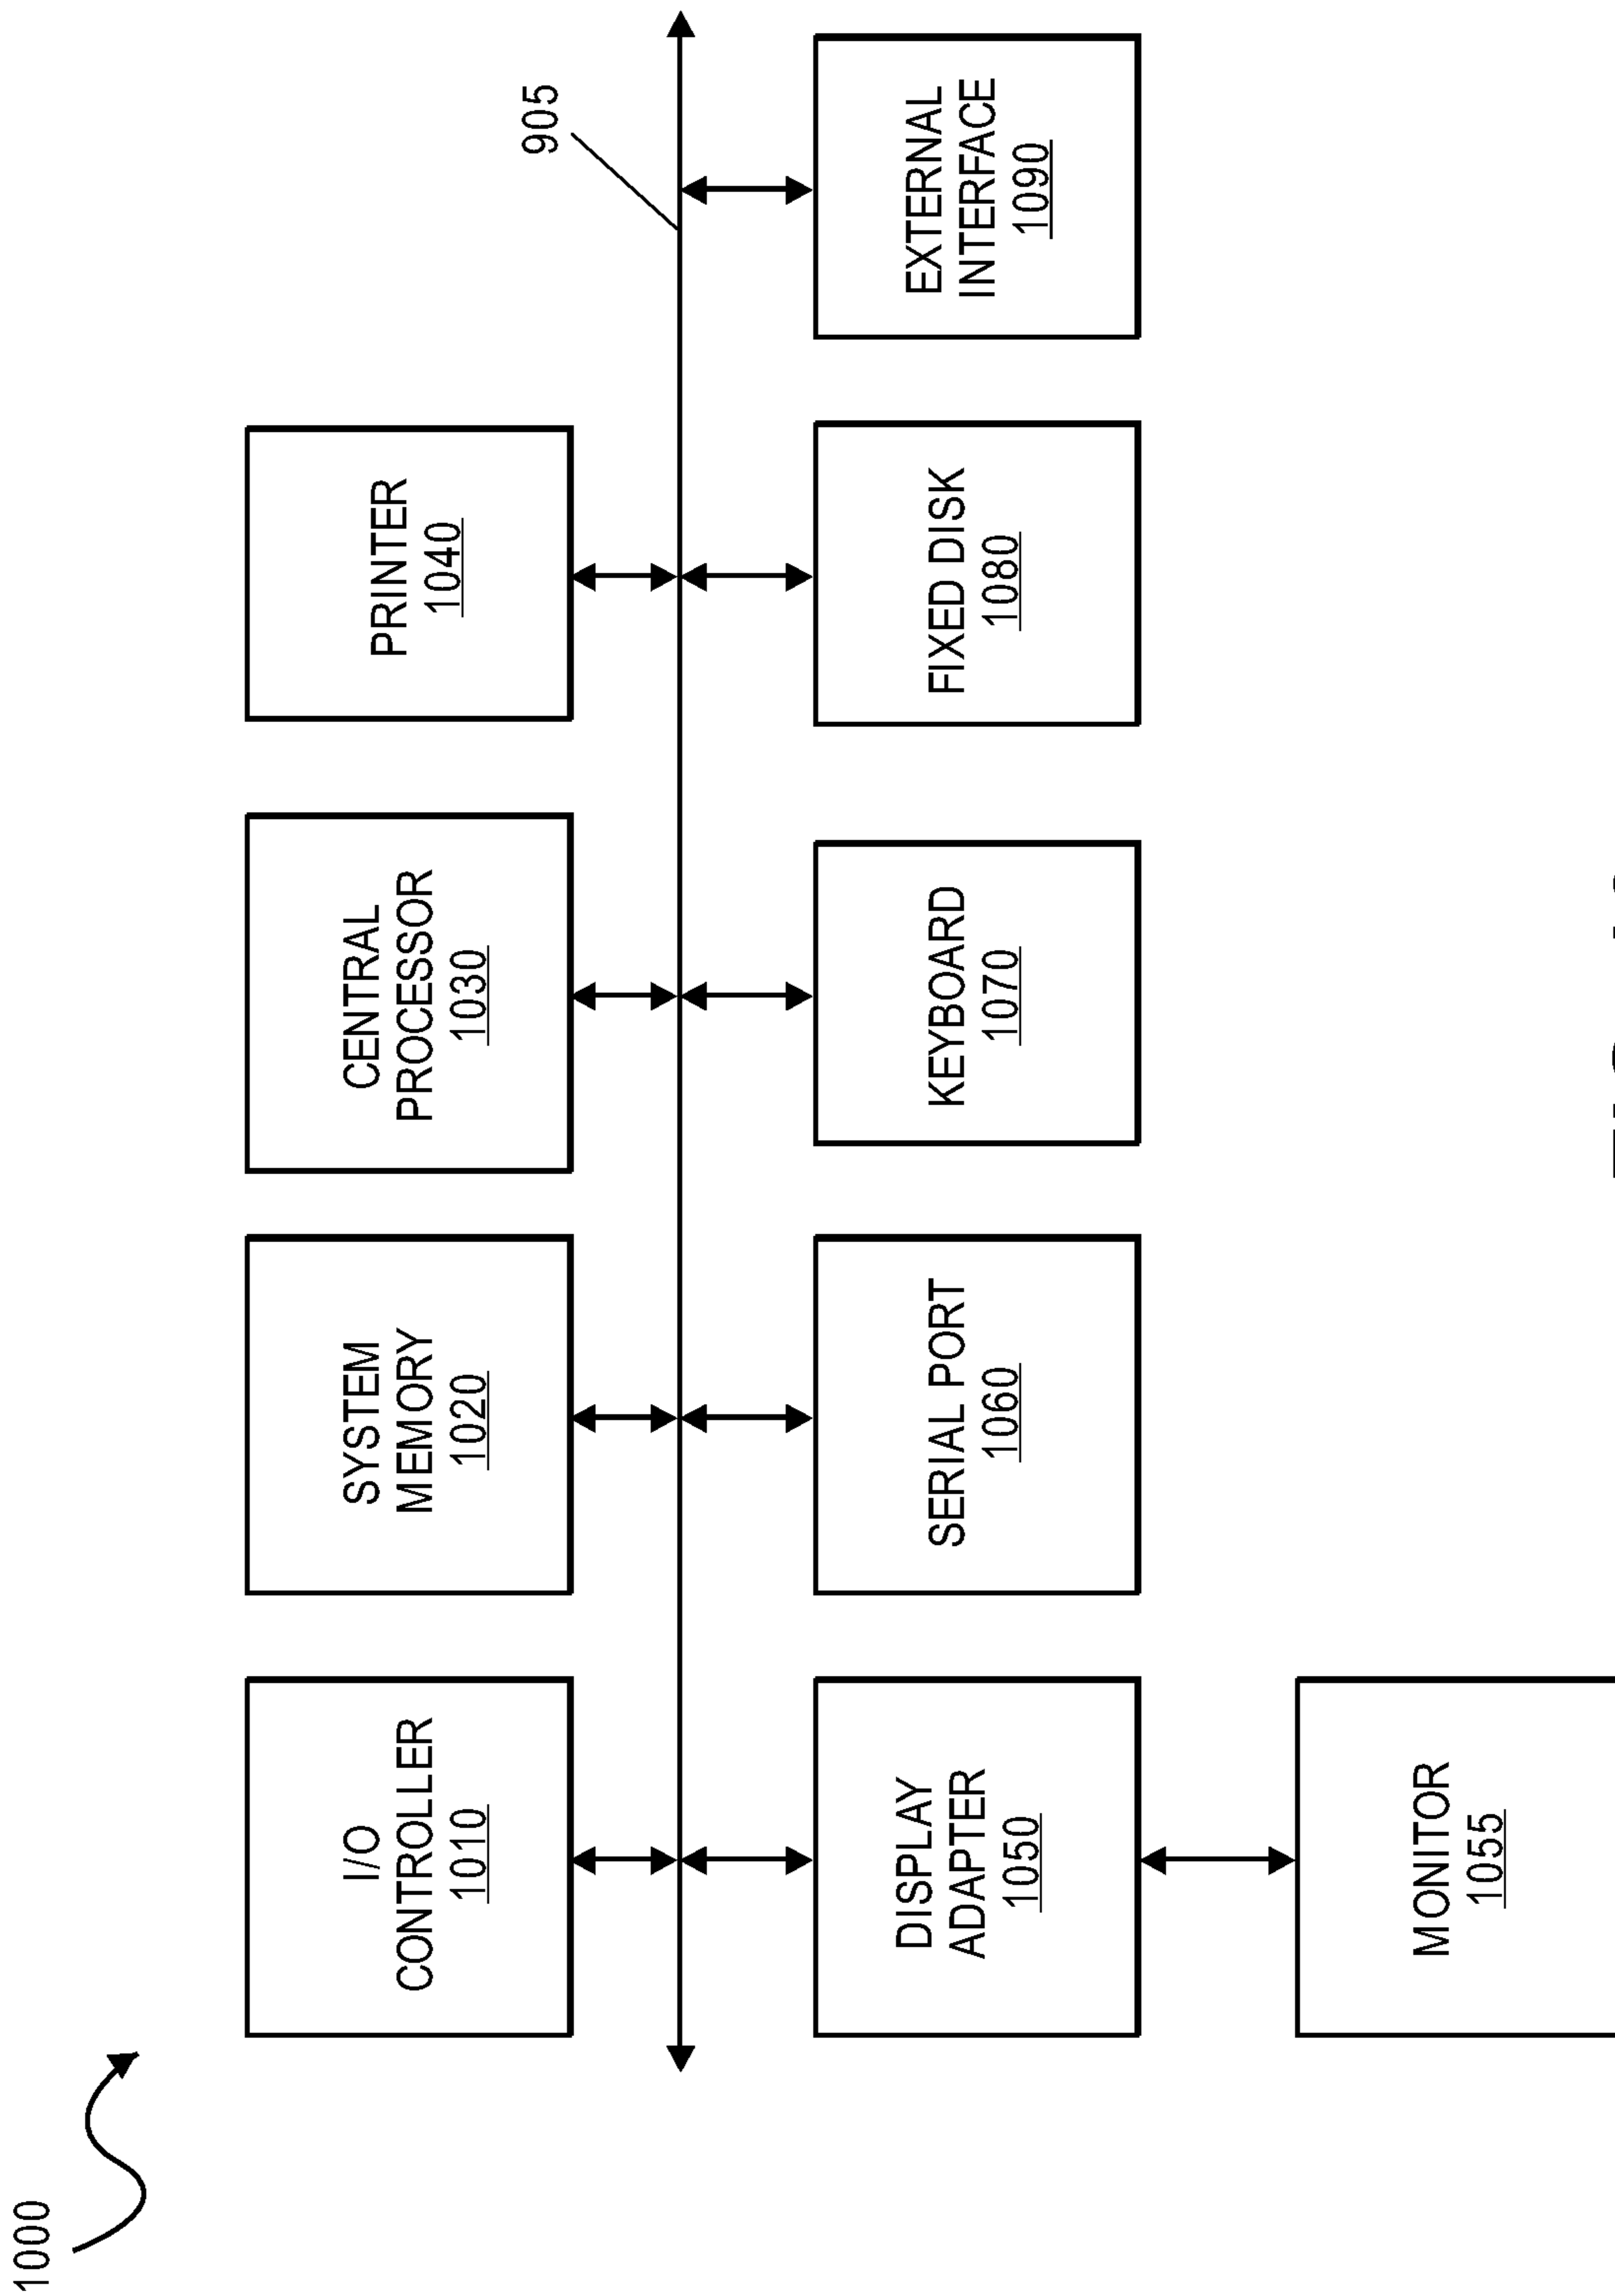 1000
I/O
CONTROLLER
1010
SYSTEM
MEMORY
1020
CENTRAL
PROCESSOR
1030
PRINTER
1040
905
DISPLAY
ADAPTER
1050
SERIAL PORT
1060
KEYBOARD
1070
FIXED DISK
1080
EXTERNAL
INTERFACE
1090
MONITOR
1055